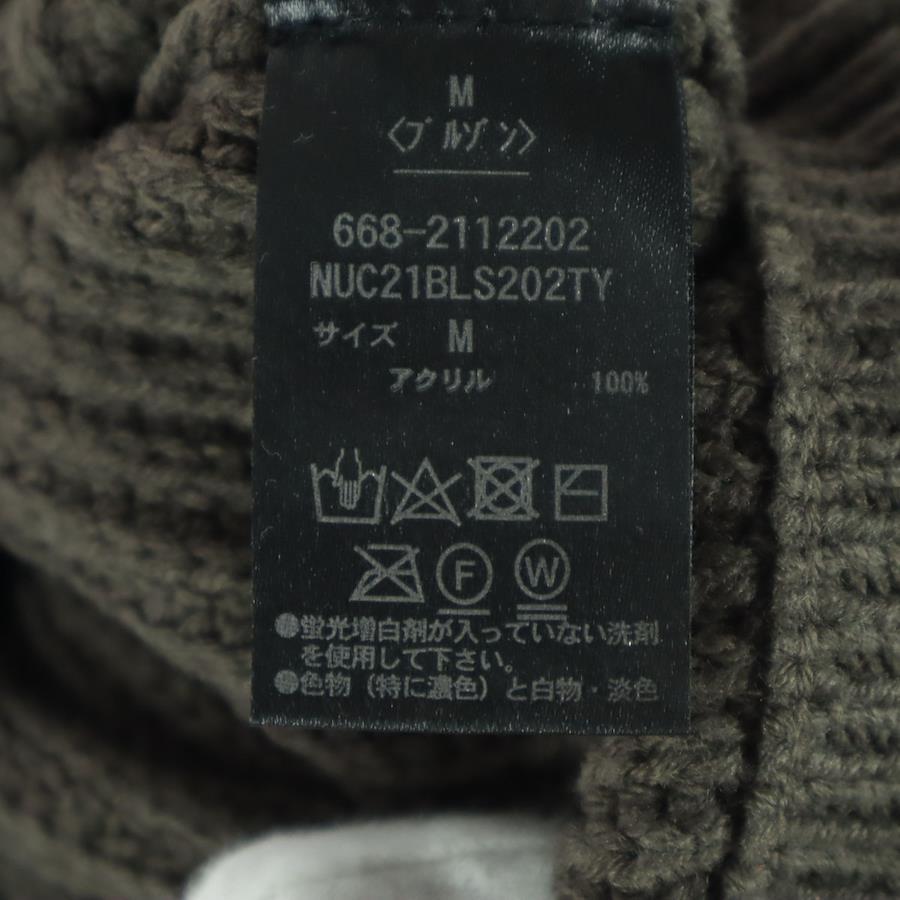 M
〈ブルゾン〉
668-2112202
NUC21BLS202TY
サイズ M
アクリル 100%
F W
●蛍光増白剤が入っていない洗剤
を使用して下さい。
●色物（特に濃色）と白物・淡色